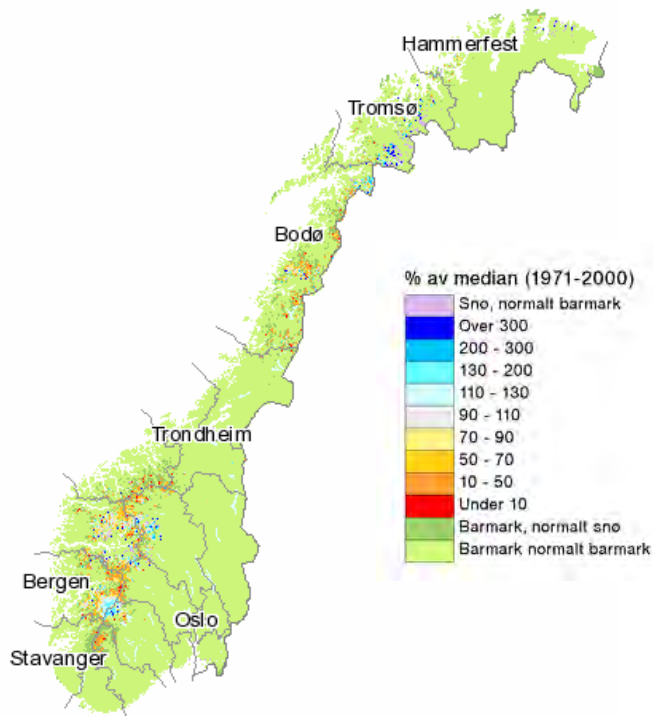 Hammerfest
Tromsø
Bodø
% av median (1971-2000)
Snø, normalt barmark
Over 300
200 - 300
130 - 200
110 - 130
90 - 110
70 - 90
50 - 70
10 - 50
Under 10
Barmark, normalt snø
Barmark normalt barmark
Trondheim
Bergen
Oslo
Stavanger